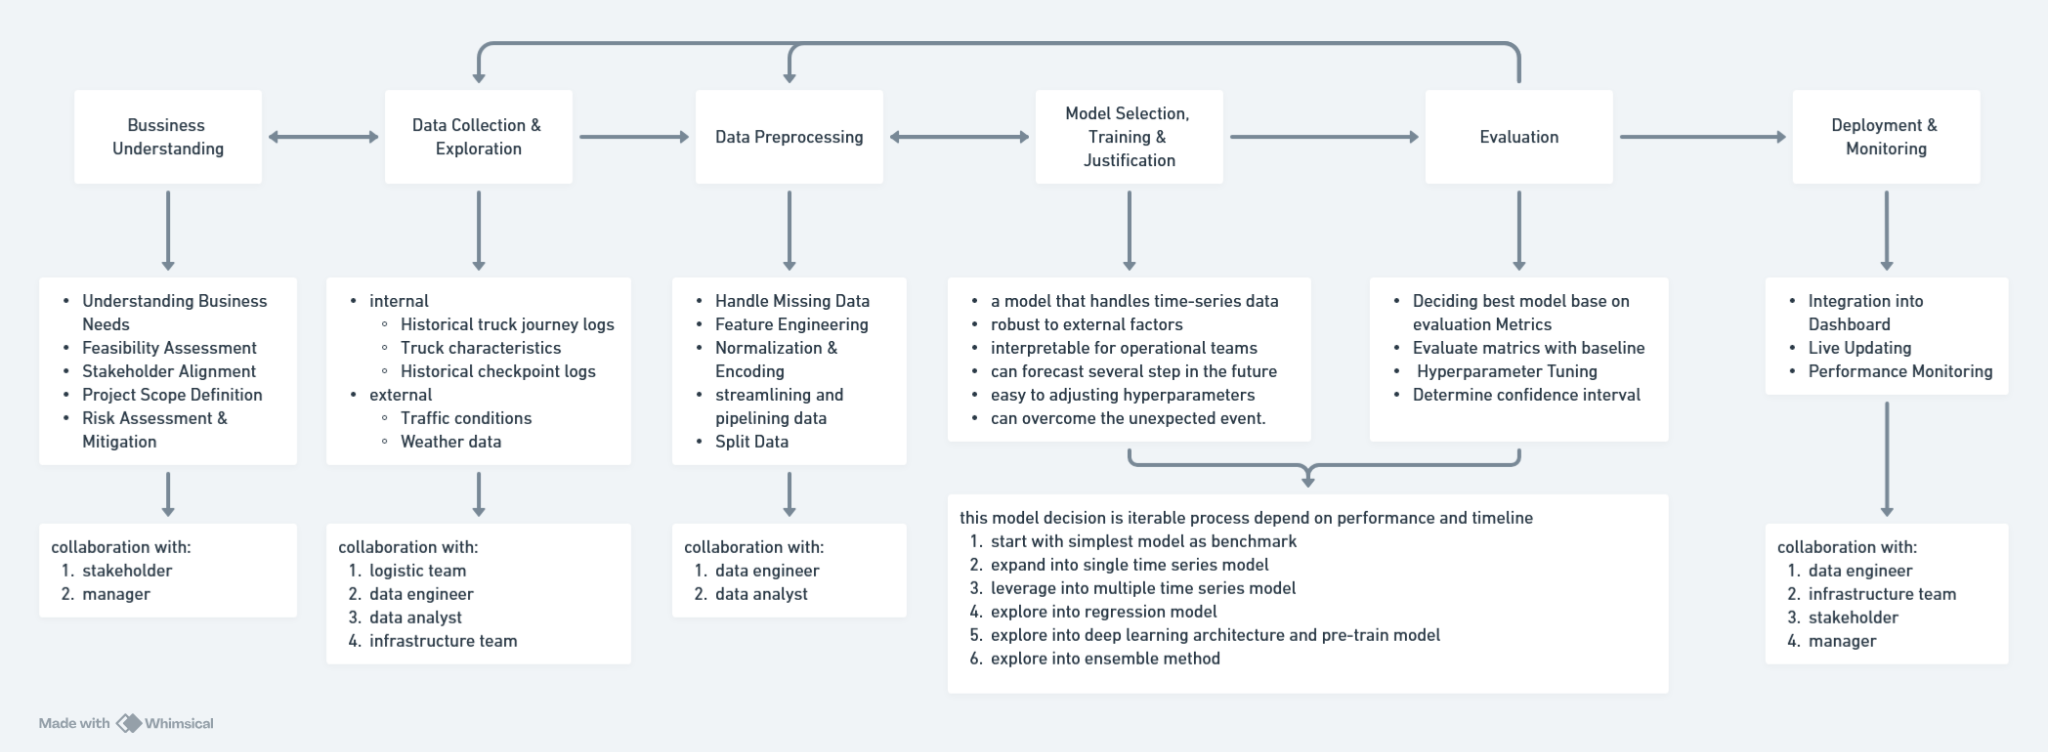 Bussiness
Understanding
Data Collection &
Exploration
Data Preprocessing
Model Selection,
Training &
Justification
Evaluation
Deployment &
Monitoring
• Understanding Business
Needs
• Feasibility Assessment
• Stakeholder Alignment
• Project Scope Definition
• Risk Assessment &
Mitigation
• internal
◦ Historical truck journey logs
◦ Truck characteristics
◦ Historical checkpoint logs
• external
◦ Traffic conditions
◦ Weather data
• Handle Missing Data
• Feature Engineering
• Normalization &
Encoding
• streamlining and
pipelining data
• Split Data
• a model that handles time-series data
• robust to external factors
• interpretable for operational teams
• can forecast several step in the future
• easy to adjusting hyperparameters
• can overcome the unexpected event.
• Deciding best model base on
evaluation Metrics
• Evaluate matrics with baseline
• Hyperparameter Tuning
• Determine confidence interval
• Integration into
Dashboard
• Live Updating
• Performance Monitoring
collaboration with:
1. stakeholder
2. manager
collaboration with:
1. logistic team
2. data engineer
3. data analyst
4. infrastructure team
collaboration with:
1. data engineer
2. data analyst
this model decision is iterable process depend on performance and timeline
1. start with simplest model as benchmark
2. expand into single time series model
3. leverage into multiple time series model
4. explore into regression model
5. explore into deep learning architecture and pre-train model
6. explore into ensemble method
collaboration with:
1. data engineer
2. infrastructure team
3. stakeholder
4. manager
Made with Whimsical